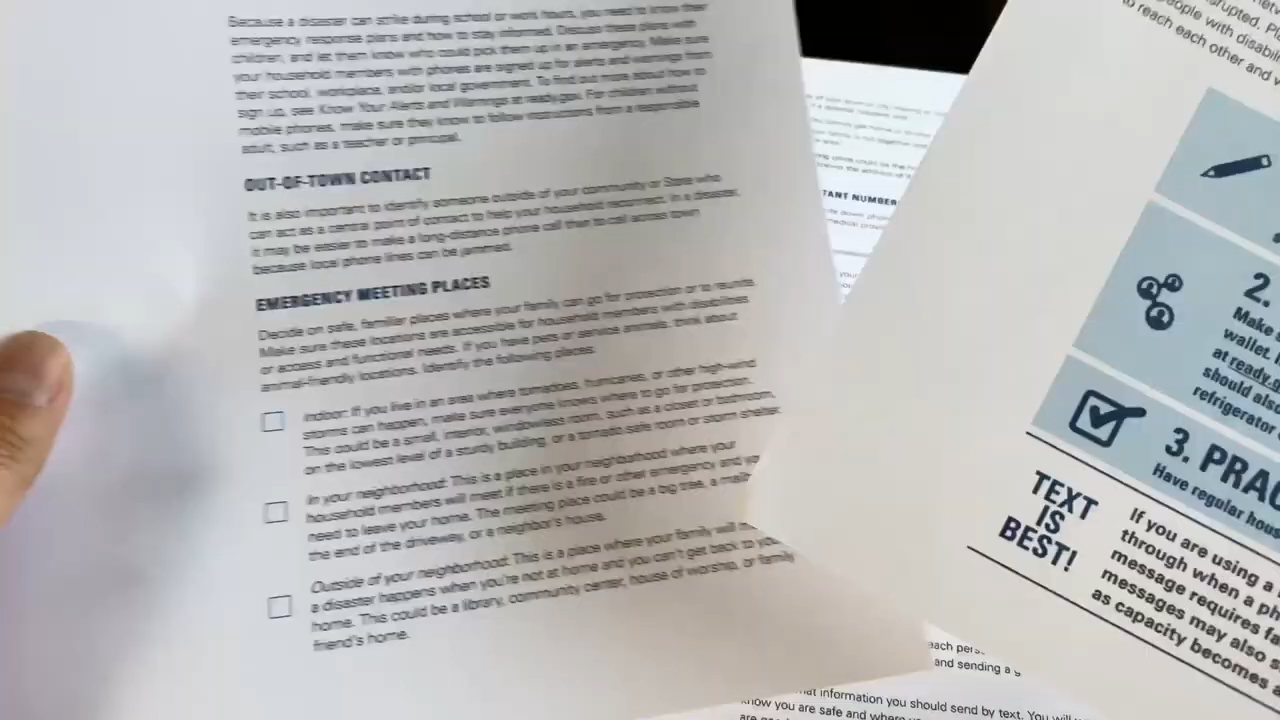 Because a disaster can strike during school or work hours, you need to know their
emergency response plans and how to stay informed. Discuss these plans with
children, and let them know who could pick them up in an emergency. Make sure
your household members with phones are signed up for alerts and warnings from
their school, workplace, and/or local government. To find out more about how to
sign up, see Know Your Alerts and Warnings at ready.gov. For children without
mobile phones, make sure they know to follow instructions from a responsible
adult, such as a teacher or principal.
OUT-OF-TOWN CONTACT
It is also important to identify someone outside of your community or State who
can act as a central point of contact to help your household reconnect. In a disaster,
it may be easier to make a long-distance phone call than to call across town
because local phone lines can be jammed.
EMERGENCY MEETING PLACES
Decide on safe, familiar places where your family can go for protection or to reunite.
Make sure these locations are accessible for household members with disabilities
or access and functional needs. If you have pets or service animals, think about
animal-friendly locations. Identify the following places:
Indoor: If you live in an area where tornadoes, hurricanes, or other high-wind
storms can happen, make sure everyone knows where to go for protection.
This could be a small, interior, windowless room, such as a closet or bathroom,
on the lowest level of a sturdy building, or a tornado safe room or storm shelter.
In your neighborhood: This is a place in your neighborhood where your
household members will meet if there is a fire or other emergency and yo
need to leave your home. The meeting place could be a big tree, a mailb
the end of the driveway, or a neighbor's house.
Outside of your neighborhood: This is a place where your family will m
a disaster happens when you're not at home and you can't get back to you
home. This could be a library, community center, house of worship, or family
friend's home.
TANT NUMBER
srupted. Pl
eople with disabili
to reach each other and y
2.
Make
wallet.
at ready.g
should also
refrigerator
3. PRAC
Have regular hous
TEXT
IS
BEST!
If you are using a
through when a ph
message requires fa
messages may also s
as capacity becomes a
each pers
and sending a g
hat information you should send by text. You will
know you are safe and where